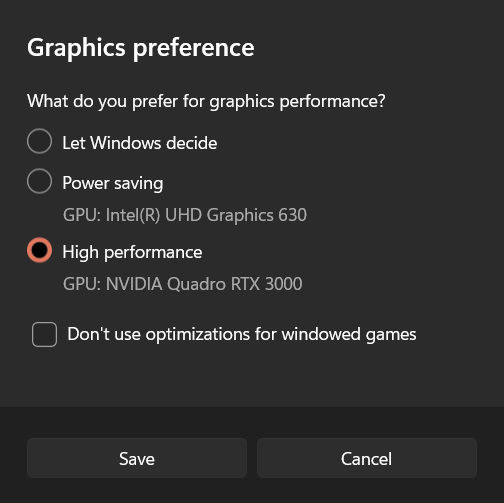 Graphics preference
What do you prefer for graphics performance?
Let Windows decide
Power saving
GPU: Intel(R) UHD Graphics 630
High performance
GPU: NVIDIA Quadro RTX 3000
Don't use optimizations for windowed games
Save
Cancel